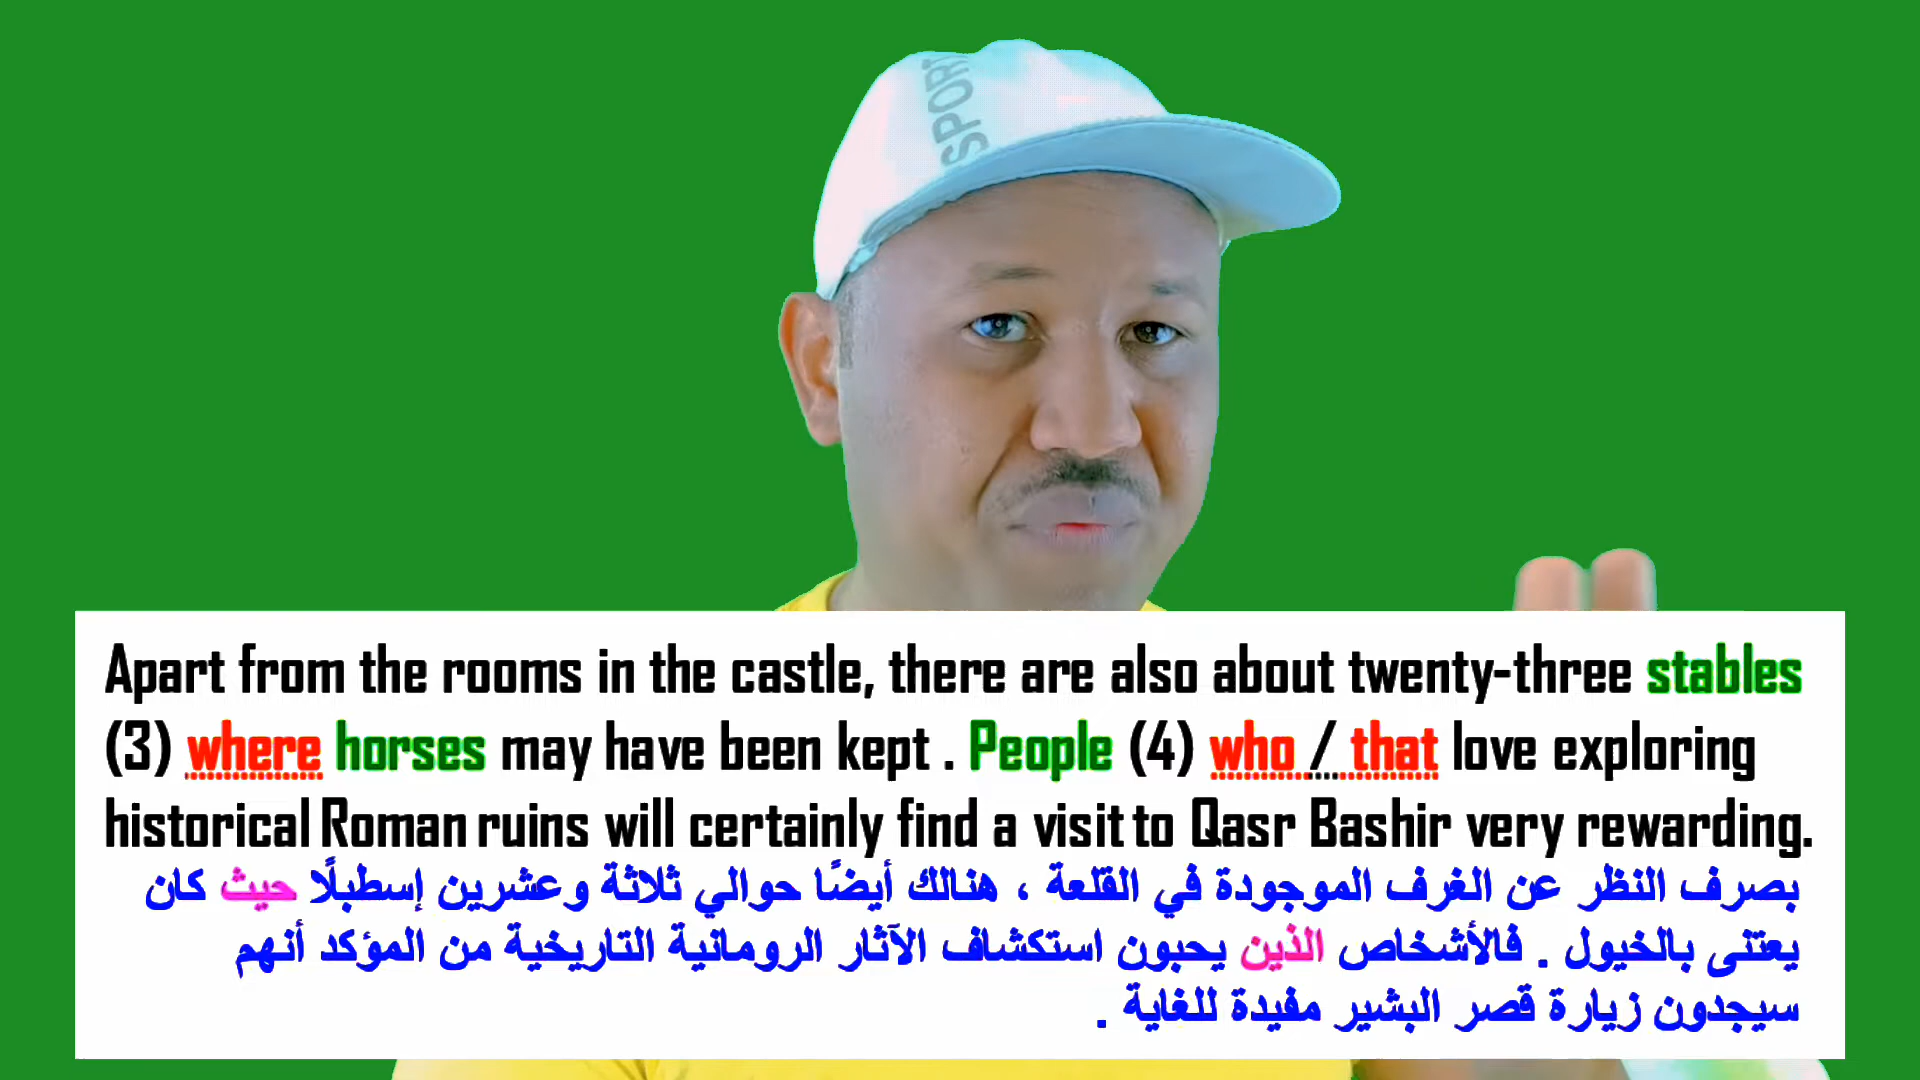 SPORT
Apart from the rooms in the castle, there are also about twenty-three stables
(3) where horses may have been kept . People (4) who / that love exploring
historical Roman ruins will certainly find a visit to Qasr Bashir very rewarding.
بصرف النظر عن الغرف الموجودة في القلعة ، هنالك أيضًا حوالي ثلاثة وعشرين إسطبلًا حيث كان
يعتنى بالخيول . فالأشخاص الذين يحبون استكشاف الآثار الرومانية التاريخية من المؤكد أنهم
سيجدون زيارة قصر البشير مفيدة للغاية .